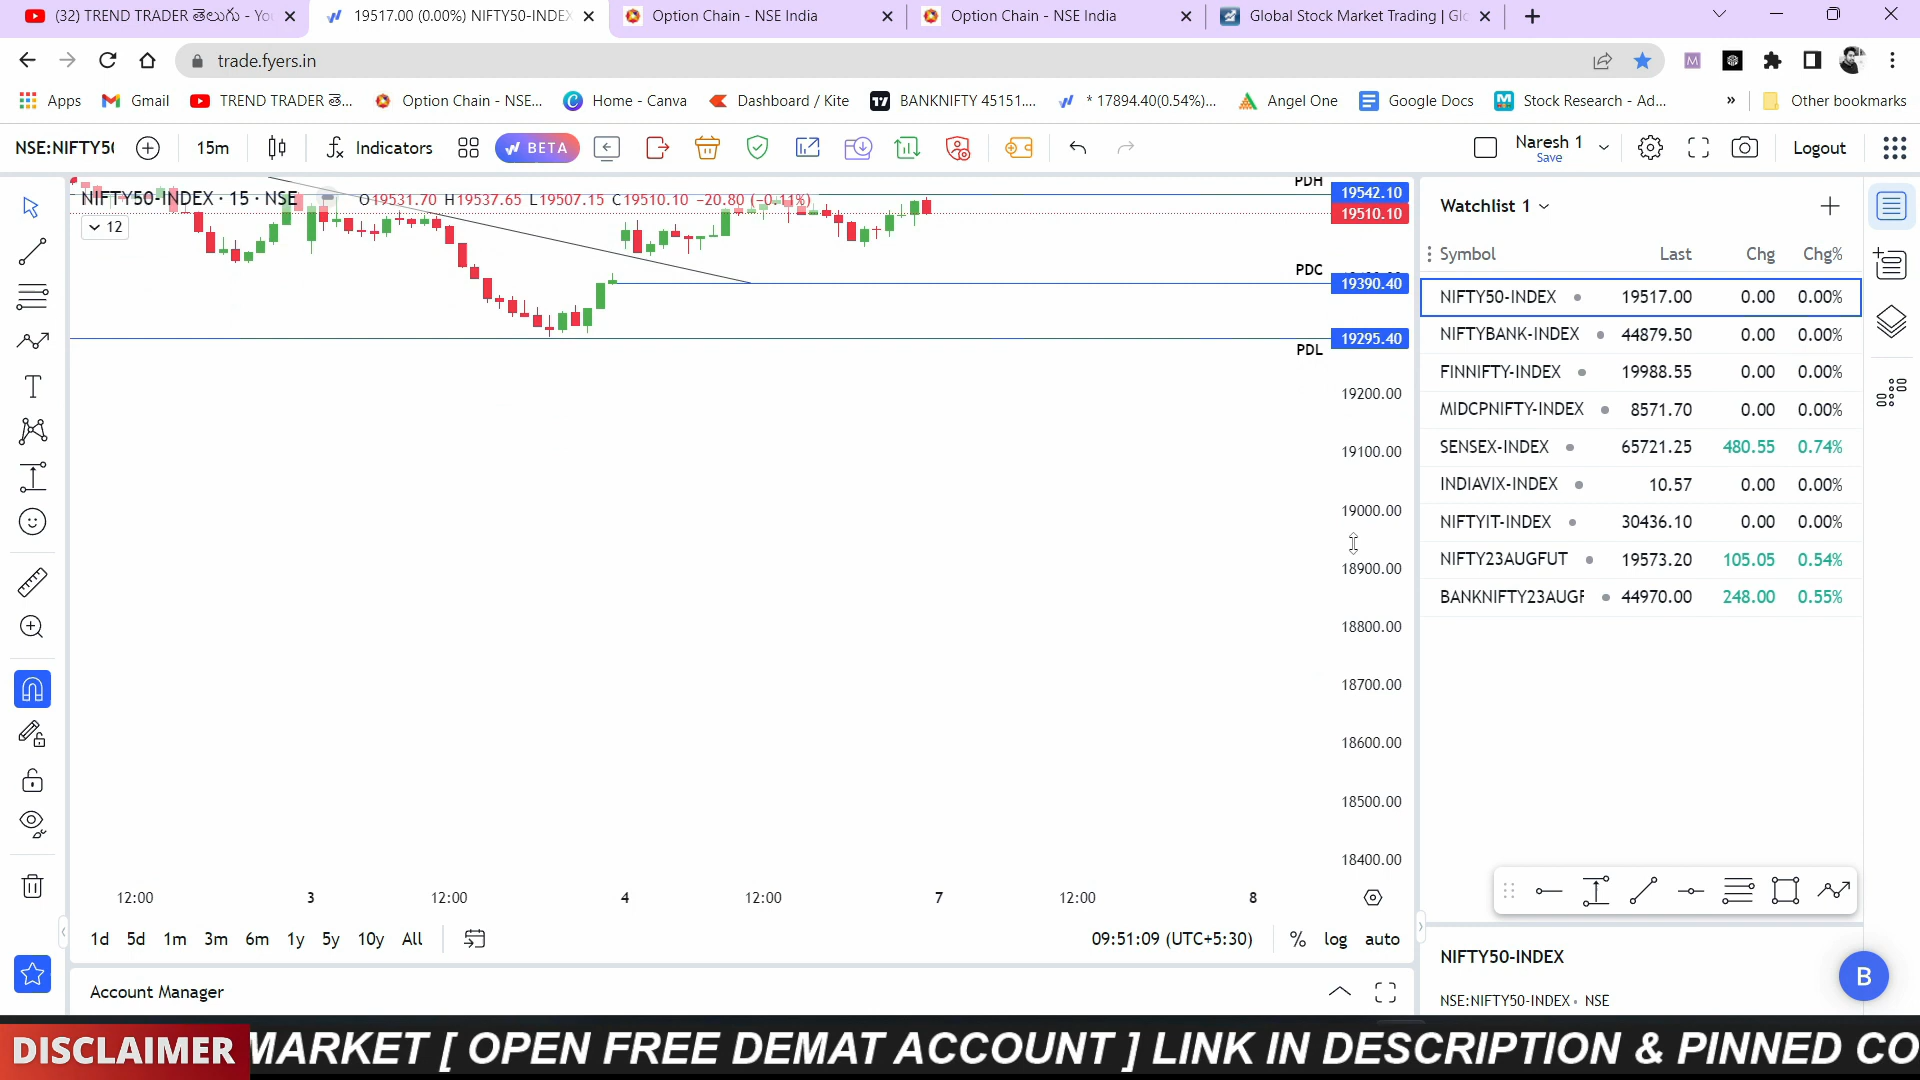 (32) TREND TRADER తెలుగు - Yo
19517.00 (0.00%) NIFTY50-INDEX
Option Chain - NSE India
Option Chain - NSE India
Global Stock Market Trading | Glo
trade.fyers.in
Apps
Gmail
TREND TRADER తె...
Option Chain - NSE...
Home - Canva
Dashboard / Kite
BANKNIFTY 45151....
* 17894.40(0.54%)...
Angel One
Google Docs
Stock Research - Ad...
»
Other bookmarks
NSE:NIFTY50
15m
Indicators
BETA
Naresh 1
Save
Logout
NIFTY50-INDEX · 15 · NSE
O19531.70 H19537.65 L19507.15 C19510.10 −20.80 (−0.11%)
12
PDH
19542.10
19510.10
PDC
19390.40
19295.40
PDL
19200.00
19100.00
19000.00
18900.00
18800.00
18700.00
18600.00
18500.00
18400.00
12:00 3 12:00 4 12:00 7 12:00 8
1d 5d 1m 3m 6m 1y 5y 10y All
09:51:09 (UTC+5:30)
% log auto
Account Manager
Watchlist 1
Symbol Last Chg Chg%
NIFTY50-INDEX 19517.00 0.00 0.00%
NIFTYBANK-INDEX 44879.50 0.00 0.00%
FINNIFTY-INDEX 19988.55 0.00 0.00%
MIDCPNIFTY-INDEX 8571.70 0.00 0.00%
SENSEX-INDEX 65721.25 480.55 0.74%
INDIAVIX-INDEX 10.57 0.00 0.00%
NIFTYIT-INDEX 30436.10 0.00 0.00%
NIFTY23AUGFUT 19573.20 105.05 0.54%
BANKNIFTY23AUGF 44970.00 248.00 0.55%
NIFTY50-INDEX
NSE:NIFTY50-INDEX • NSE
B
DISCLAIMER
MARKET [ OPEN FREE DEMAT ACCOUNT ] LINK IN DESCRIPTION & PINNED CO